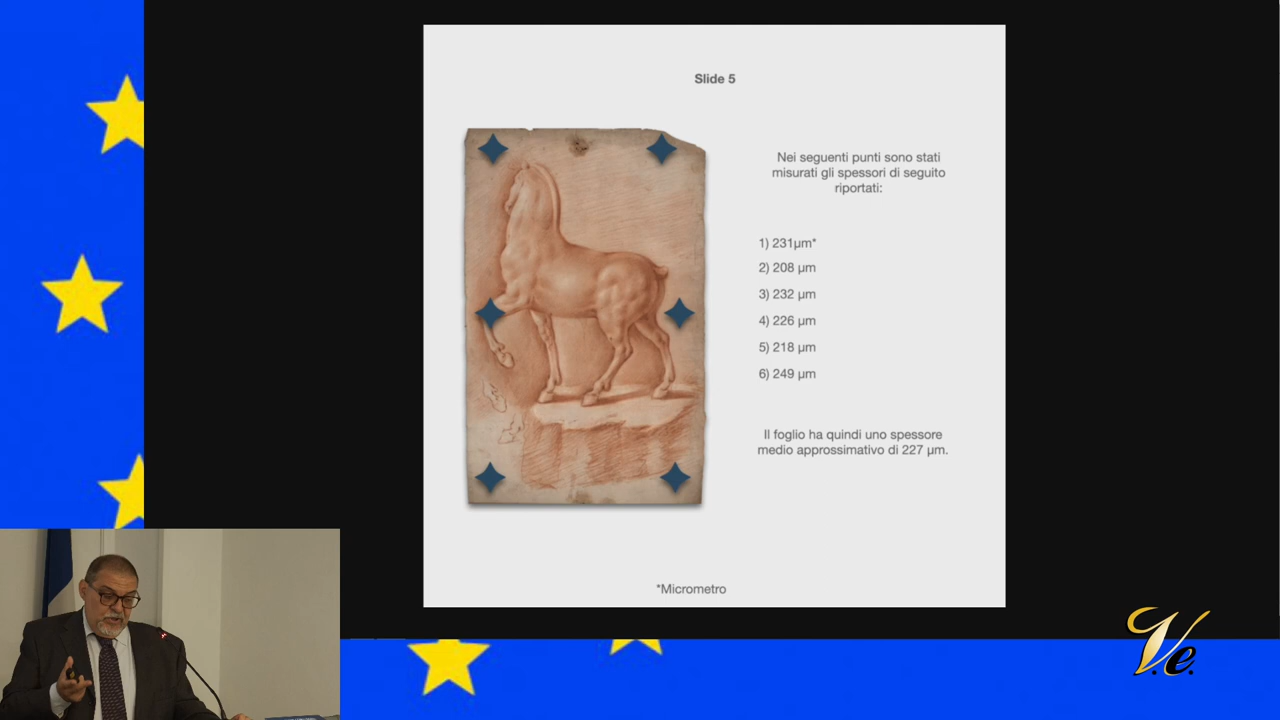 Slide 5
Nei seguenti punti sono stati
misurati gli spessori di seguito
riportati:
1) 231µm*
2) 208 µm
3) 232 µm
4) 226 µm
5) 218 µm
6) 249 µm
Il foglio ha quindi uno spessore
medio approssimativo di 227 µm.
*Micrometro
V.e.